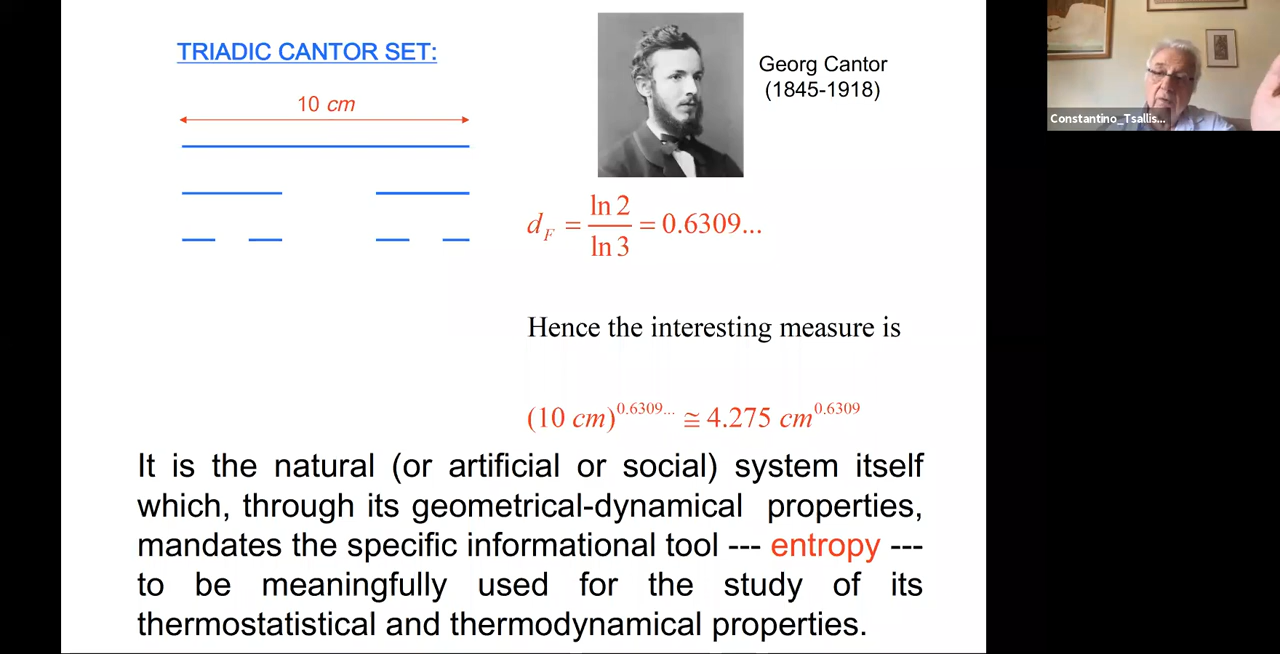 TRIADIC CANTOR SET:
10 cm
Georg Cantor
(1845-1918)
d_F = ln 2 / ln 3 = 0.6309...
Hence the interesting measure is
(10 cm)^0.6309... ≅ 4.275 cm^0.6309
It is the natural (or artificial or social) system itself
which, through its geometrical-dynamical properties,
mandates the specific informational tool --- entropy ---
to be meaningfully used for the study of its
thermostatistical and thermodynamical properties.
Constantino_Tsallis...